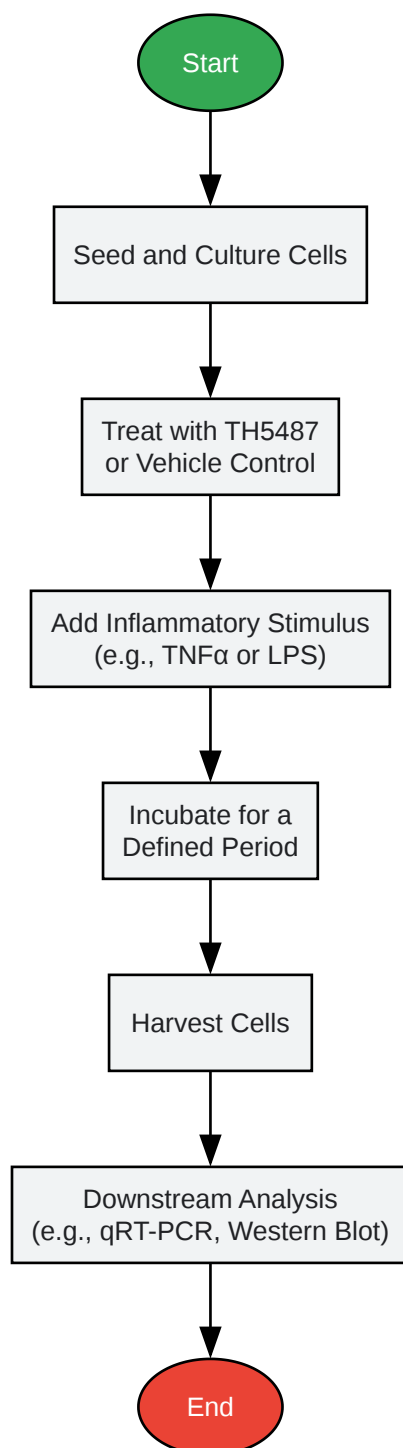 Start
Seed and Culture Cells
Treat with TH5487
or Vehicle Control
Add Inflammatory Stimulus
(e.g., TNFα or LPS)
Incubate for a
Defined Period
Harvest Cells
Downstream Analysis
(e.g., qRT-PCR, Western Blot)
End